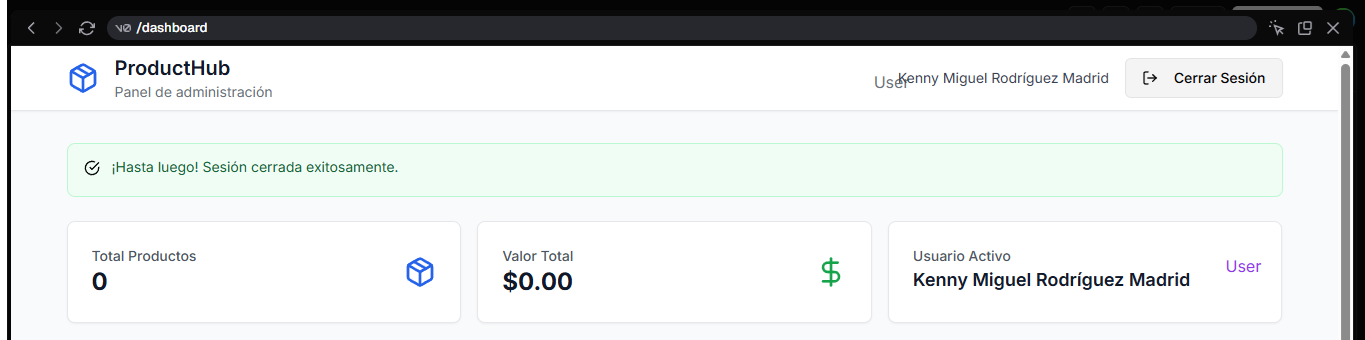 v0 /dashboard
ProductHub
Panel de administración
User
Kenny Miguel Rodríguez Madrid
Cerrar Sesión
¡Hasta luego! Sesión cerrada exitosamente.
Total Productos
0
Valor Total
$0.00
Usuario Activo
Kenny Miguel Rodríguez Madrid
User